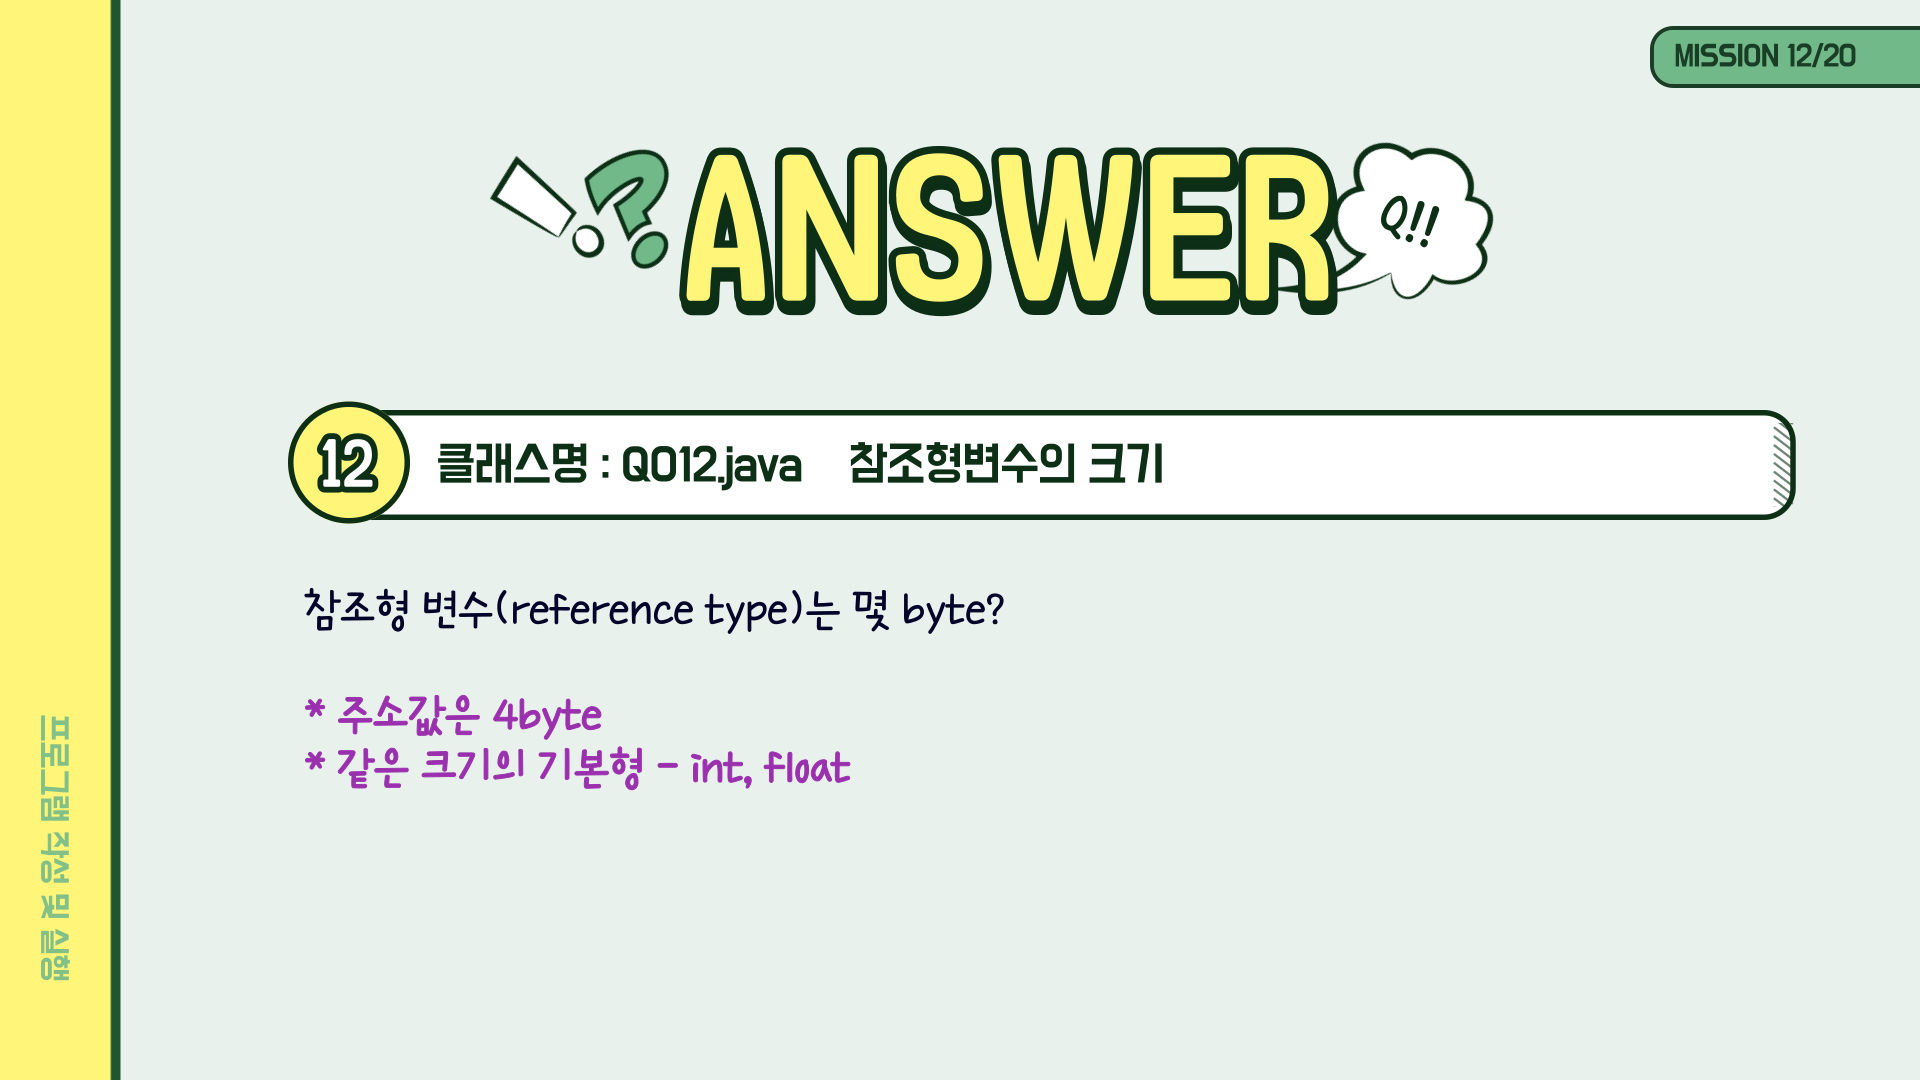 MISSION 12/20
ANSWER
Q!!
12
클래스명 : Q012.java 참조형변수의 크기
참조형 변수(reference type)는 몇 byte?
* 주소값은 4byte
* 같은 크기의 기본형 - int, float
프로그램 작성 및 실행